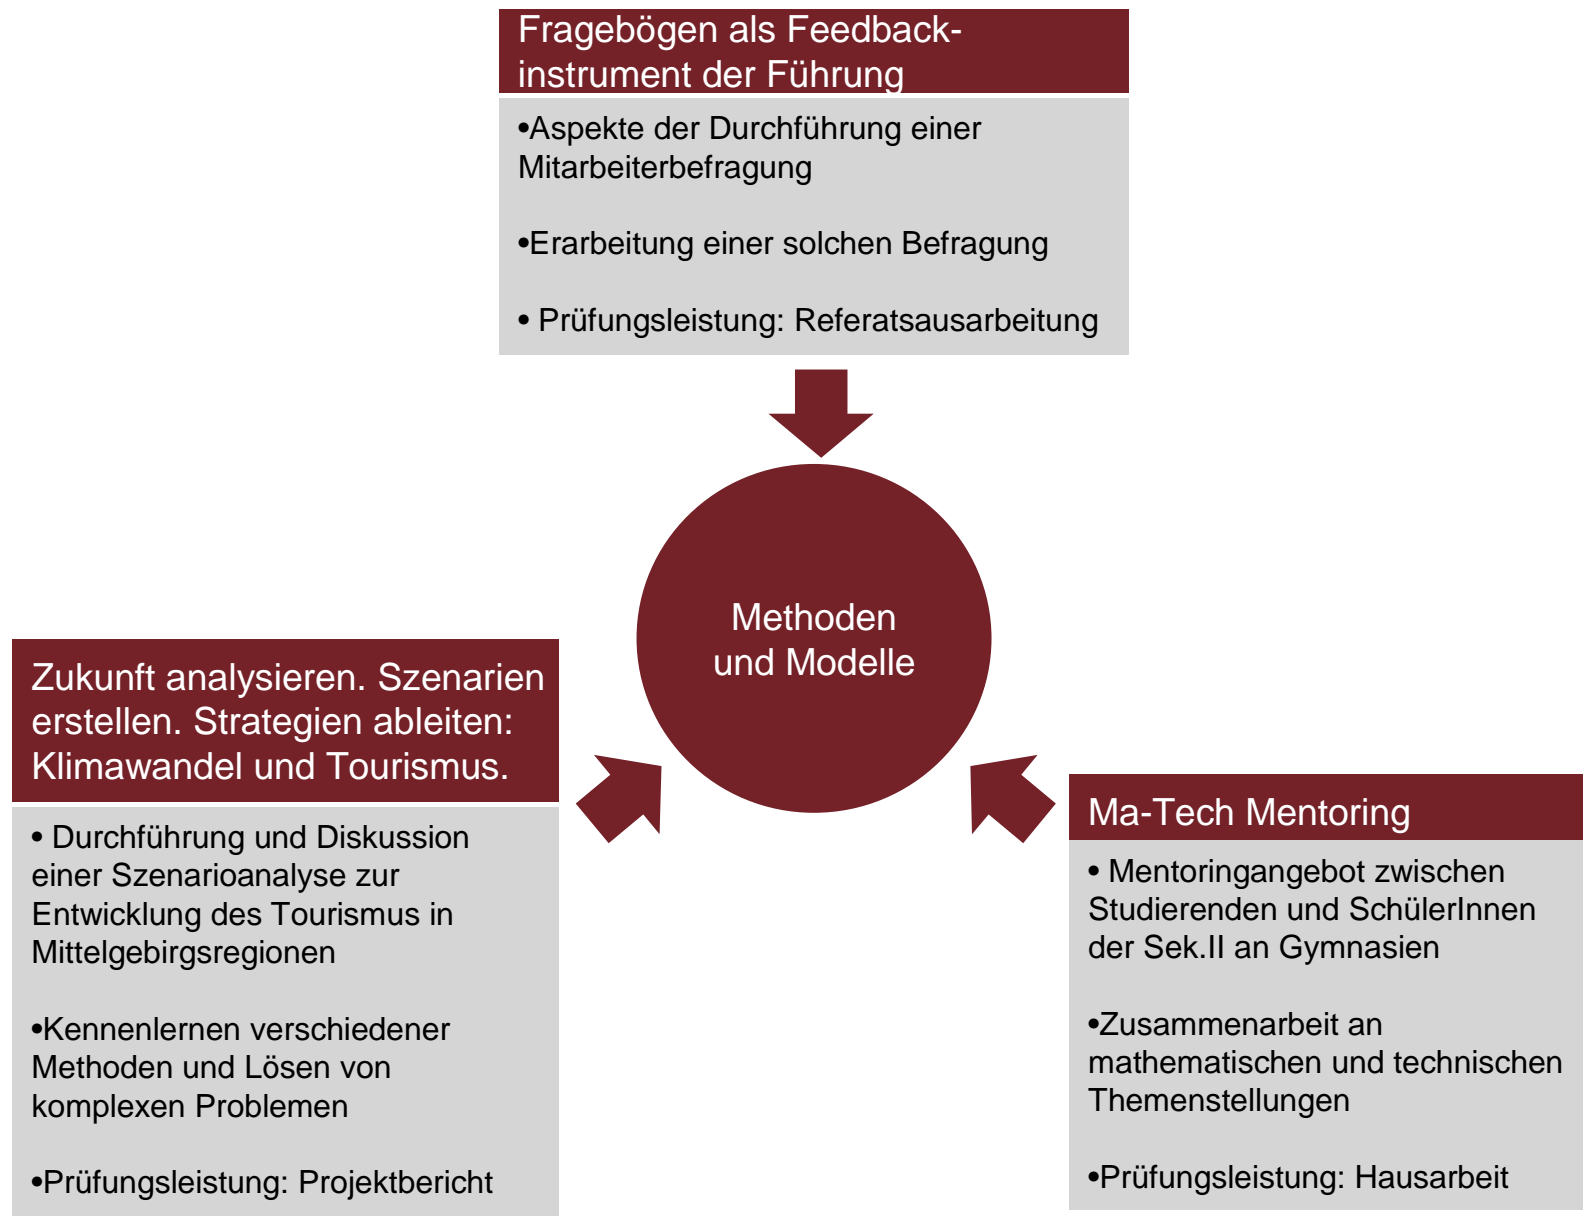 Fragebögen als Feedback-
instrument der Führung
•Aspekte der Durchführung einer
Mitarbeiterbefragung
•Erarbeitung einer solchen Befragung
• Prüfungsleistung: Referatsausarbeitung
Methoden
und Modelle
Zukunft analysieren. Szenarien
erstellen. Strategien ableiten:
Klimawandel und Tourismus.
• Durchführung und Diskussion
einer Szenarioanalyse zur
Entwicklung des Tourismus in
Mittelgebirgsregionen
•Kennenlernen verschiedener
Methoden und Lösen von
komplexen Problemen
•Prüfungsleistung: Projektbericht
Ma-Tech Mentoring
• Mentoringangebot zwischen
Studierenden und SchülerInnen
der Sek.II an Gymnasien
•Zusammenarbeit an
mathematischen und technischen
Themenstellungen
•Prüfungsleistung: Hausarbeit